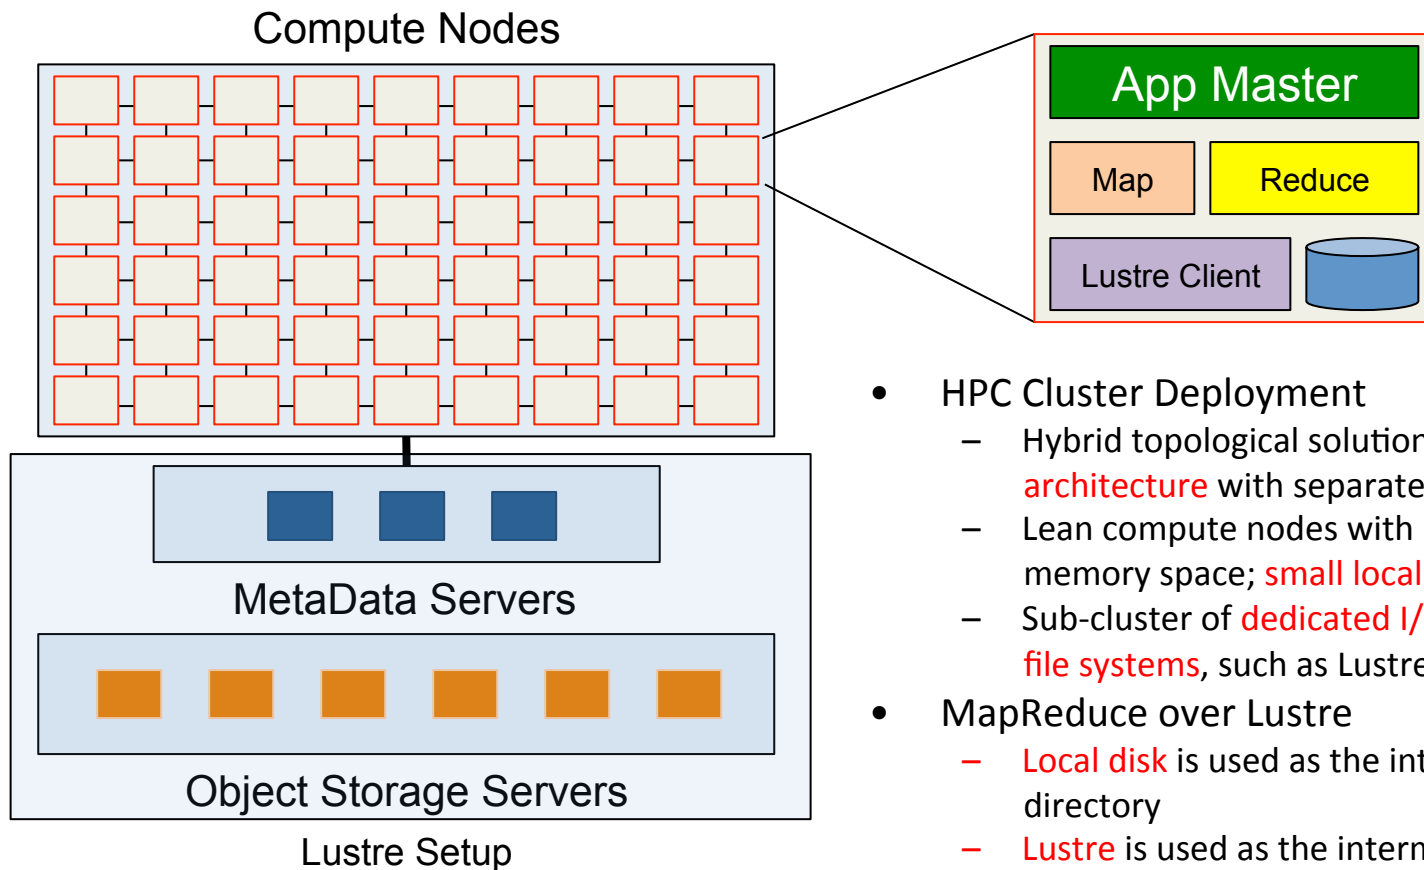 Compute Nodes
App Master
Map
Reduce
Lustre Client
MetaData Servers
Object Storage Servers
Lustre Setup
• HPC Cluster Deployment
– Hybrid topological solution
architecture with separate
– Lean compute nodes with
memory space; small local
– Sub-cluster of dedicated I/
file systems, such as Lustre
• MapReduce over Lustre
– Local disk is used as the int
directory
– Lustre is used as the intern